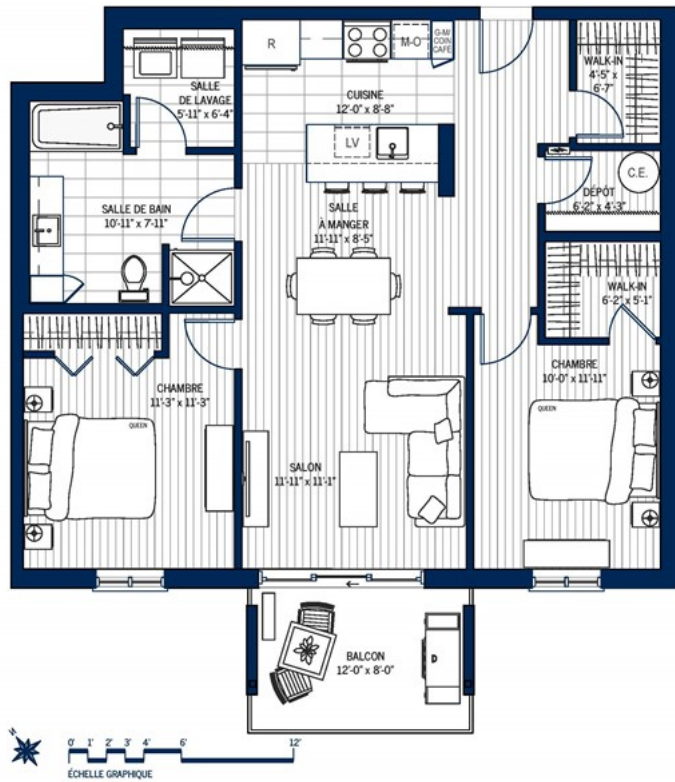 R
M-O
G-M/
COIN
CAFÉ
WALK-IN
4'-5" x
6'-7"
SALLE
DE LAVAGE
5'-11" x 6'-4"
CUISINE
12'-0" x 8'-8"
LV
C.E.
DÉPÔT
6'-2" x 4'-3"
SALLE DE BAIN
10'-11" x 7'-11"
SALLE
À MANGER
11'-11" x 8'-5"
WALK-IN
6'-2" x 5'-1"
CHAMBRE
11'-3" x 11'-3"
QUEEN
CHAMBRE
10'-0" x 11'-11"
QUEEN
SALON
11'-11" x 11'-1"
BALCON
12'-0" x 8'-0"
N
0' 1' 2' 3' 4' 6' 12'
ÉCHELLE GRAPHIQUE